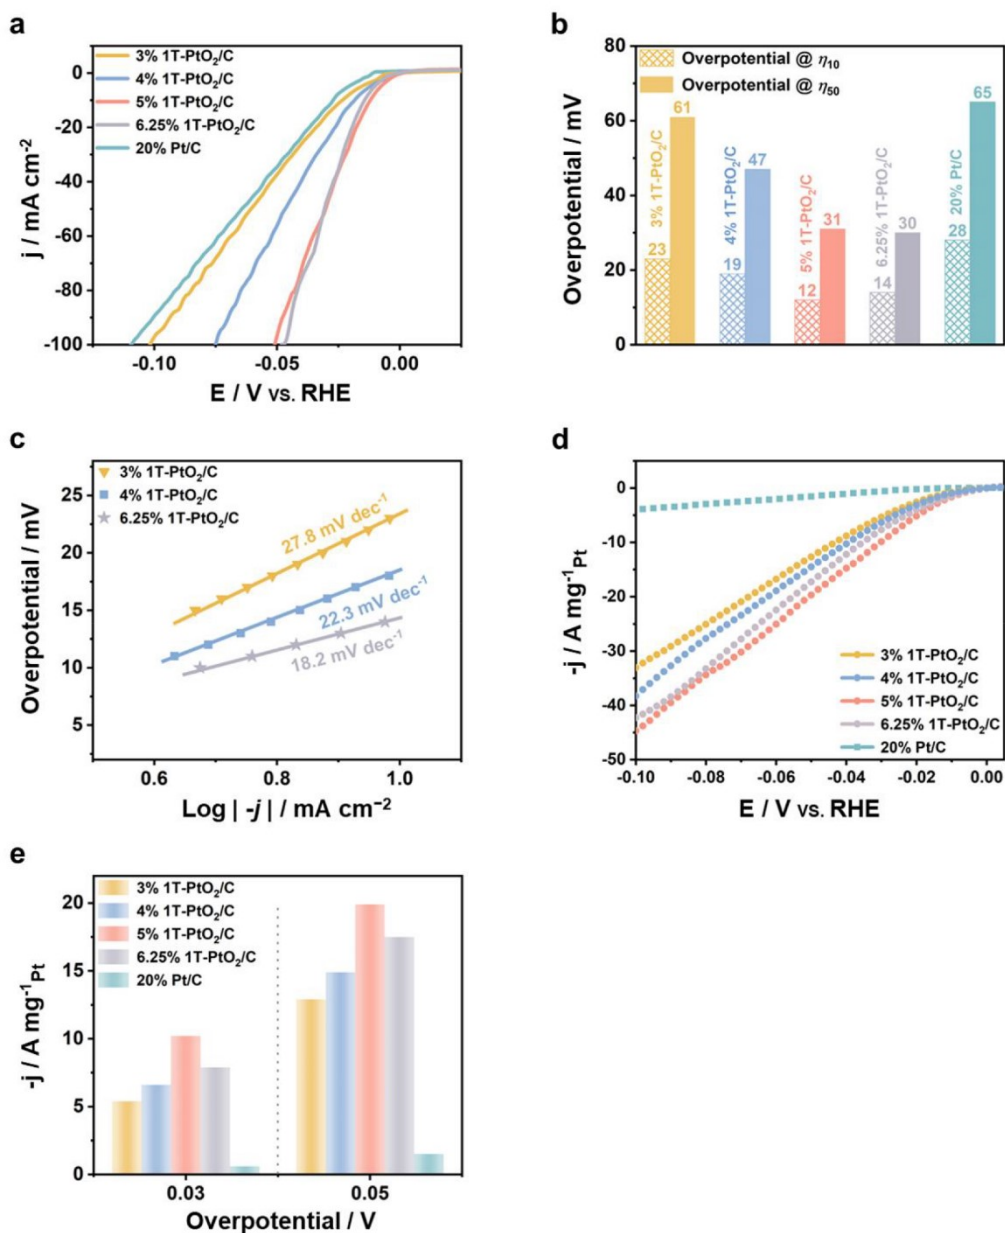 a
3% 1T-PtO₂/C
4% 1T-PtO₂/C
5% 1T-PtO₂/C
6.25% 1T-PtO₂/C
20% Pt/C
0
-20
-40
-60
-80
-100
j / mA cm⁻²
-0.10
-0.05
0.00
E / V vs. RHE
b
Overpotential @ η₁₀
Overpotential @ η₅₀
80
60
40
20
0
Overpotential / mV
3% 1T-PtO₂/C
23
61
4% 1T-PtO₂/C
19
47
5% 1T-PtO₂/C
12
31
6.25% 1T-PtO₂/C
14
30
20% Pt/C
28
65
c
3% 1T-PtO₂/C
4% 1T-PtO₂/C
6.25% 1T-PtO₂/C
25
20
15
10
5
Overpotential / mV
27.8 mV dec⁻¹
22.3 mV dec⁻¹
18.2 mV dec⁻¹
0.6
0.8
1.0
Log | -j | / mA cm⁻²
d
0
-10
-20
-30
-40
-50
-j / A mg⁻¹Pt
3% 1T-PtO₂/C
4% 1T-PtO₂/C
5% 1T-PtO₂/C
6.25% 1T-PtO₂/C
20% Pt/C
-0.10
-0.08
-0.06
-0.04
-0.02
0.00
E / V vs. RHE
e
3% 1T-PtO₂/C
4% 1T-PtO₂/C
5% 1T-PtO₂/C
6.25% 1T-PtO₂/C
20% Pt/C
20
15
10
5
0
-j / A mg⁻¹Pt
0.03
0.05
Overpotential / V